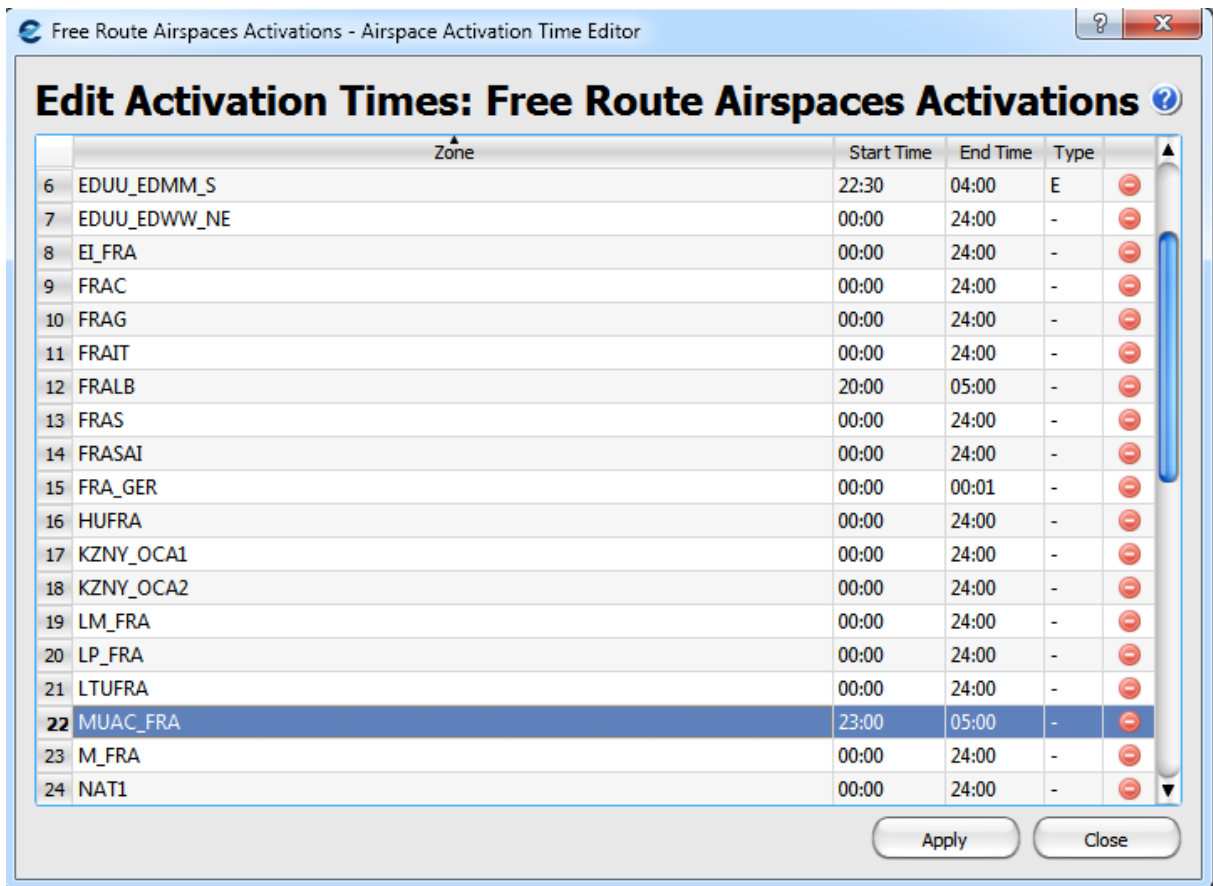 Free Route Airspaces Activations - Airspace Activation Time Editor
Edit Activation Times: Free Route Airspaces Activations
Zone Start Time End Time Type
6 EDUU_EDMM_S 22:30 04:00 E
7 EDUU_EDWW_NE 00:00 24:00 -
8 EI_FRA 00:00 24:00 -
9 FRAC 00:00 24:00 -
10 FRAG 00:00 24:00 -
11 FRAIT 00:00 24:00 -
12 FRALB 20:00 05:00 -
13 FRAS 00:00 24:00 -
14 FRASAI 00:00 24:00 -
15 FRA_GER 00:00 00:01 -
16 HUFRA 00:00 24:00 -
17 KZNY_OCA1 00:00 24:00 -
18 KZNY_OCA2 00:00 24:00 -
19 LM_FRA 00:00 24:00 -
20 LP_FRA 00:00 24:00 -
21 LTUFRA 00:00 24:00 -
22 MUAC_FRA 23:00 05:00 -
23 M_FRA 00:00 24:00 -
24 NAT1 00:00 24:00 -
Apply Close